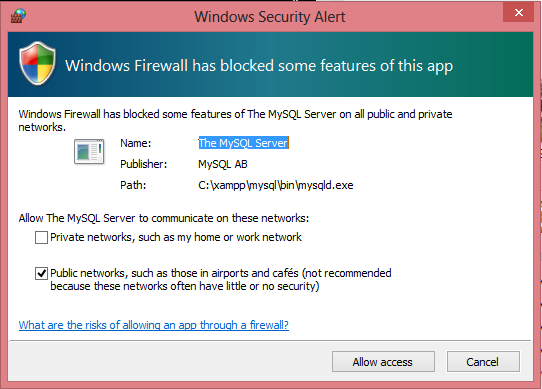 Windows Security Alert
Windows Firewall has blocked some features of this app
Windows Firewall has blocked some features of The MySQL Server on all public and private
networks.
Name: The MySQL Server
Publisher: MySQL AB
Path: C:\xampp\mysql\bin\mysqld.exe
Allow The MySQL Server to communicate on these networks:
Private networks, such as my home or work network
Public networks, such as those in airports and cafés (not recommended
because these networks often have little or no security)
What are the risks of allowing an app through a firewall?
Allow access Cancel